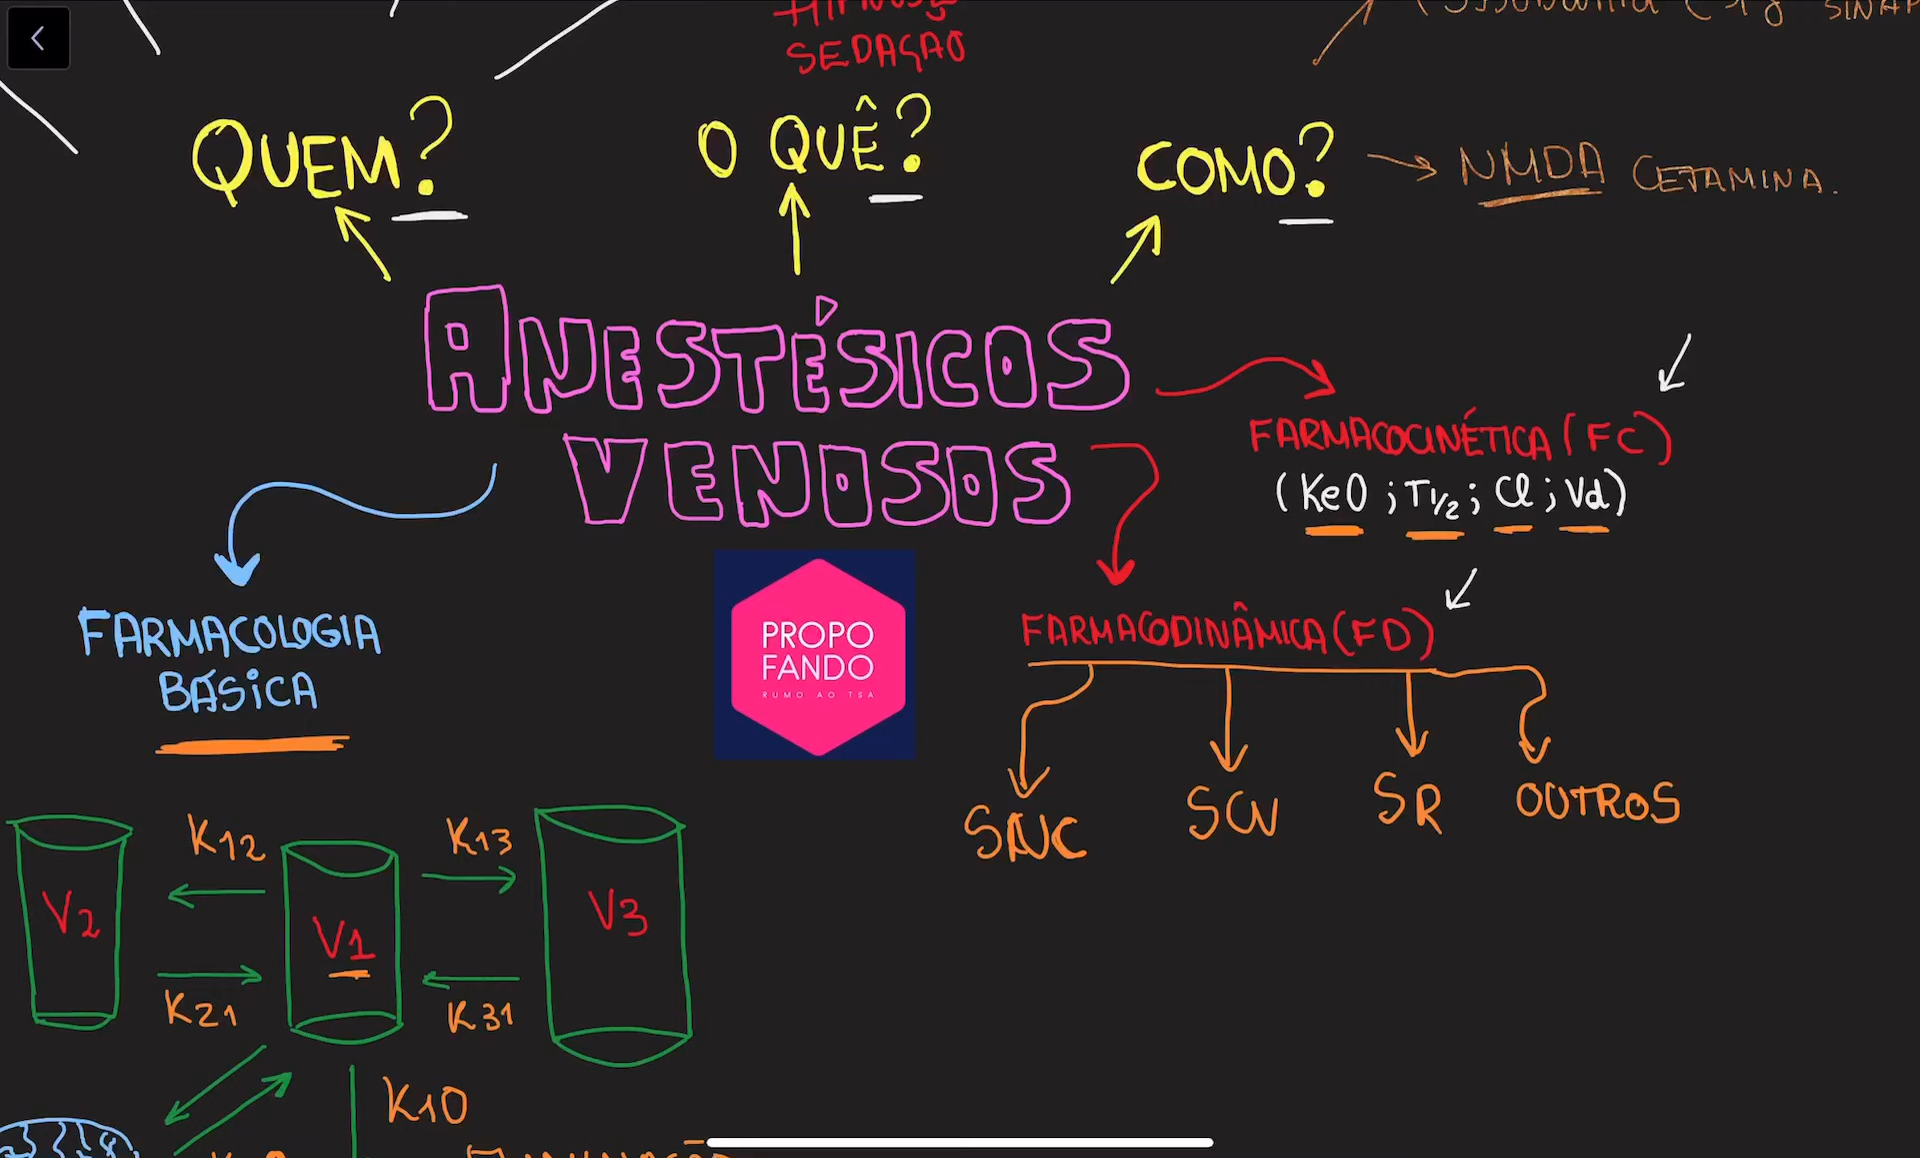 SEDAÇÃO
QUEM?
O QUÊ?
COMO?
NMDA CETAMINA.
ANESTÉSICOS
VENOSOS
FARMACOCINÉTICA (FC)
(Ke0 ; T1/2 ; Cl ; Vd)
FARMACODINÂMICA (FD)
SNC
SCV
SR
OUTROS
FARMACOLOGIA
BÁSICA
PROPO
FANDO
RUMO AO TSA
K12
K13
V2
V1
V3
K21
K31
K10